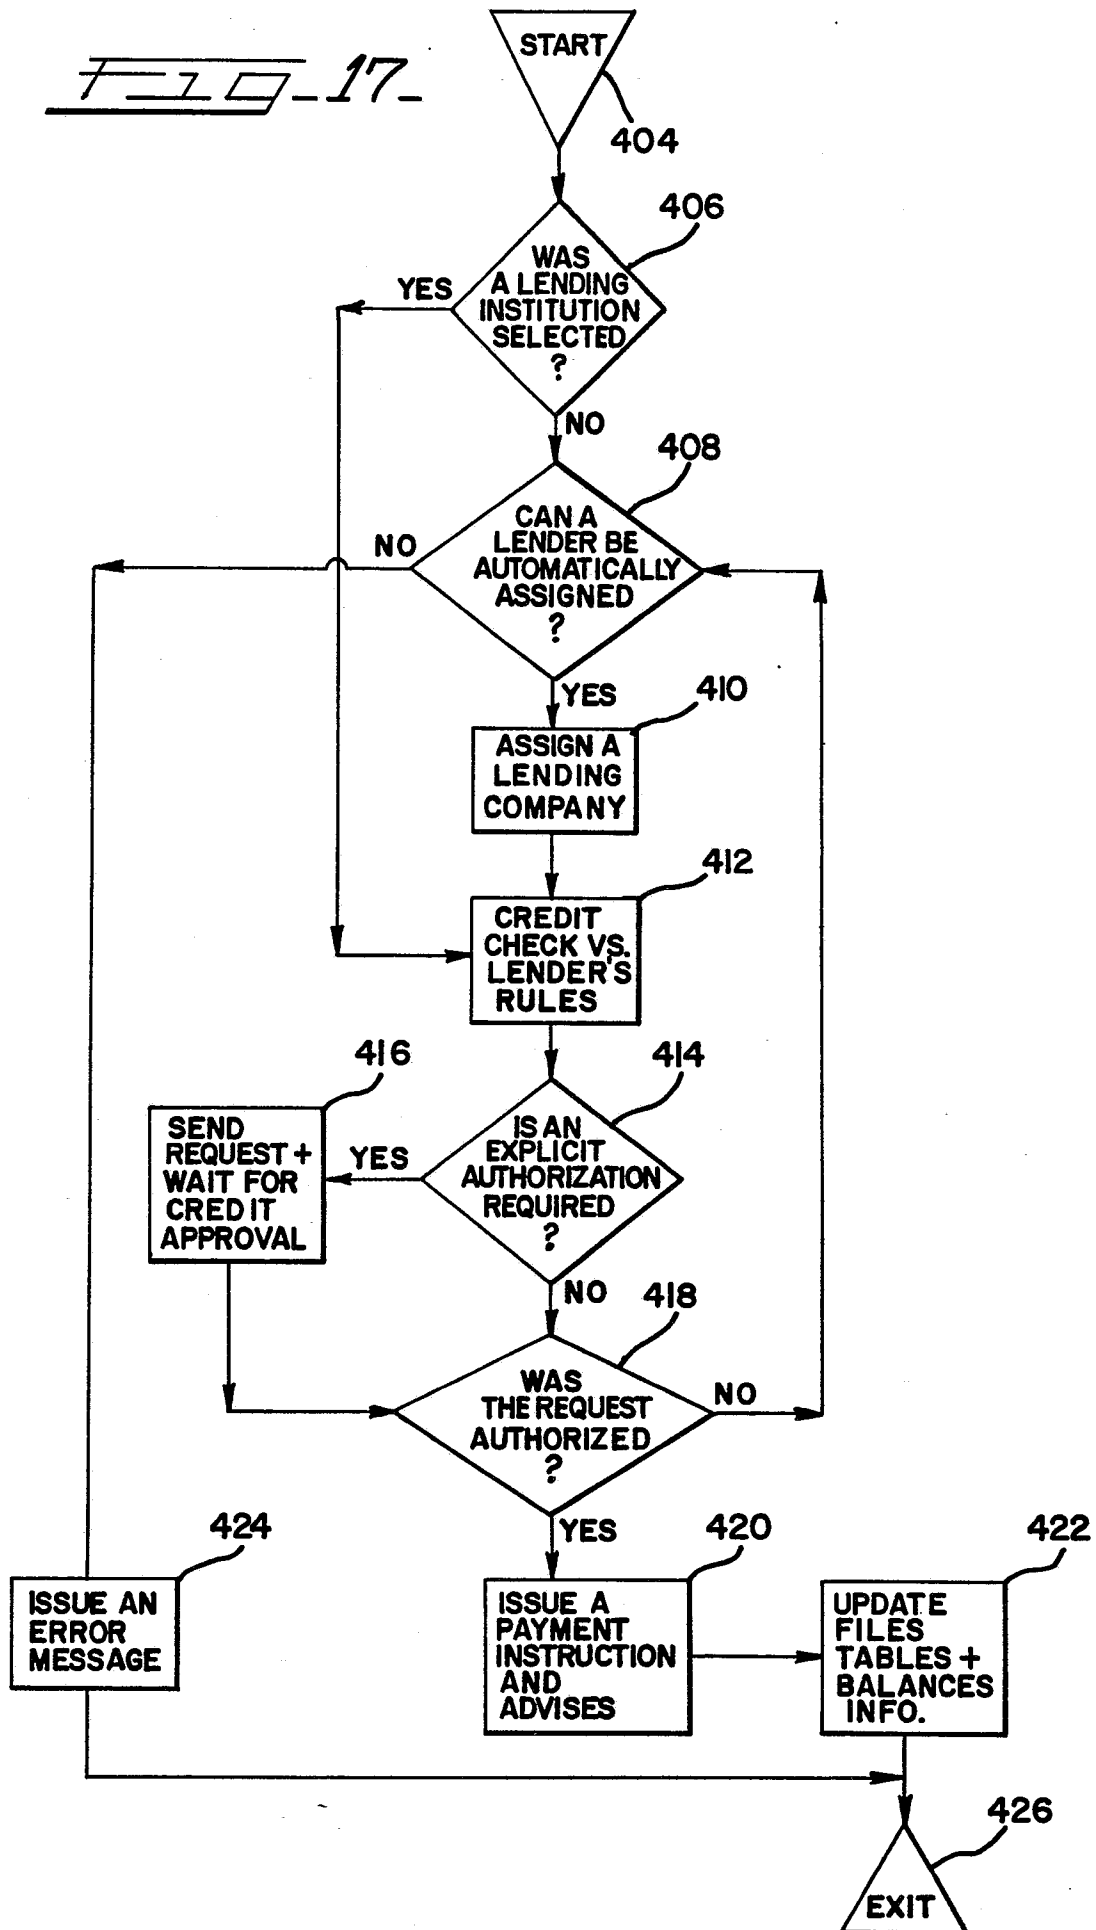 START
Fig-17-
404
406
WAS
A LENDING
INSTITUTION
SELECTED
?
YES
NO
408
CAN A
LENDER BE
AUTOMATICALLY
ASSIGNED
?
NO
YES
410
ASSIGN A
LENDING
COMPANY
412
CREDIT
CHECK VS.
LENDER'S
RULES
416
414
SEND
REQUEST +
WAIT FOR
CREDIT
APPROVAL
YES
IS AN
EXPLICIT
AUTHORIZATION
REQUIRED
?
NO
418
WAS
THE REQUEST
AUTHORIZED
?
NO
YES
424
420
422
ISSUE AN
ERROR
MESSAGE
ISSUE A
PAYMENT
INSTRUCTION
AND
ADVISES
UPDATE
FILES
TABLES +
BALANCES
INFO.
426
EXIT